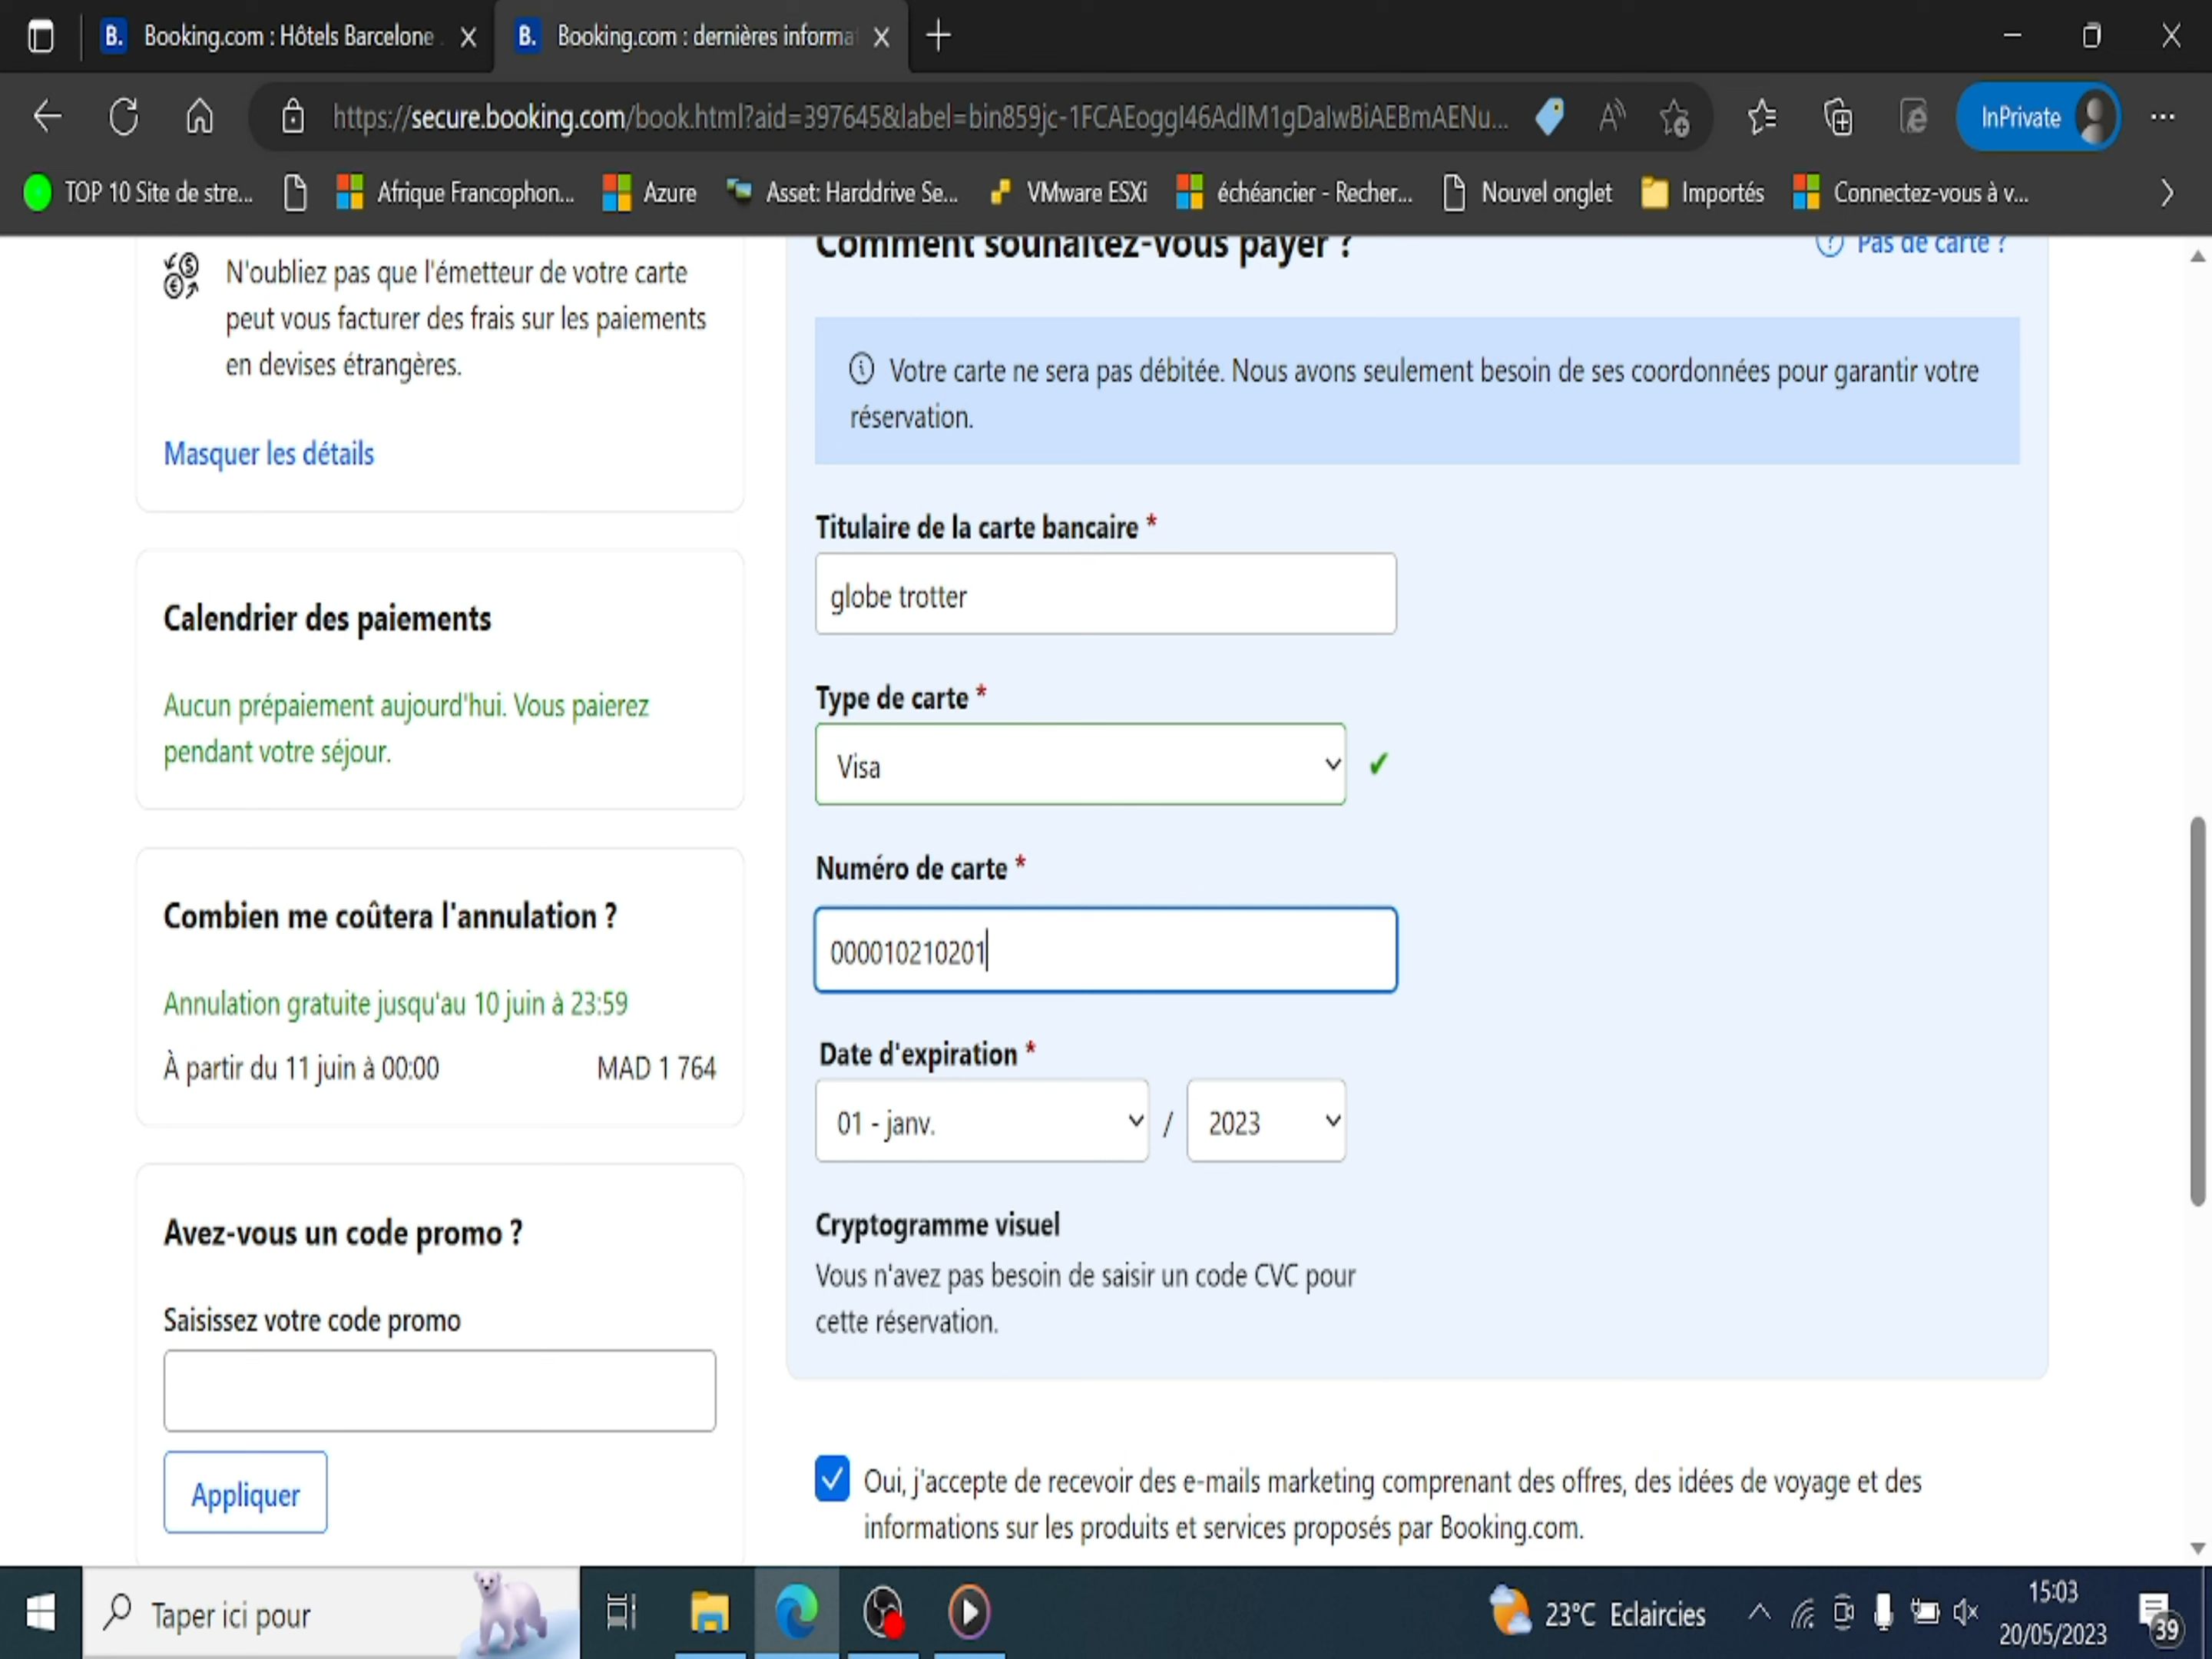 Booking.com : Hôtels Barcelone
Booking.com : dernières informa
https://secure.booking.com/book.html?aid=397645&label=bin859jc-1FCAEoggI46AdIM1gDaIwBiAEBmAENu...
InPrivate
TOP 10 Site de stre...
Afrique Francophon...
Azure
Asset: Harddrive Se...
VMware ESXi
échéancier - Recher...
Nouvel onglet
Importés
Connectez-vous à v...
N'oubliez pas que l'émetteur de votre carte
peut vous facturer des frais sur les paiements
en devises étrangères.
Masquer les détails
Calendrier des paiements
Aucun prépaiement aujourd'hui. Vous paierez
pendant votre séjour.
Combien me coûtera l'annulation ?
Annulation gratuite jusqu'au 10 juin à 23:59
À partir du 11 juin à 00:00 MAD 1 764
Avez-vous un code promo ?
Saisissez votre code promo
Appliquer
Comment souhaitez-vous payer ?
Pas de carte ?
Votre carte ne sera pas débitée. Nous avons seulement besoin de ses coordonnées pour garantir votre
réservation.
Titulaire de la carte bancaire *
globe trotter
Type de carte *
Visa
Numéro de carte *
000010210201
Date d'expiration *
01 - janv. / 2023
Cryptogramme visuel
Vous n'avez pas besoin de saisir un code CVC pour
cette réservation.
Oui, j'accepte de recevoir des e-mails marketing comprenant des offres, des idées de voyage et des
informations sur les produits et services proposés par Booking.com.
Taper ici pour
23°C Eclaircies
15:03
20/05/2023
39